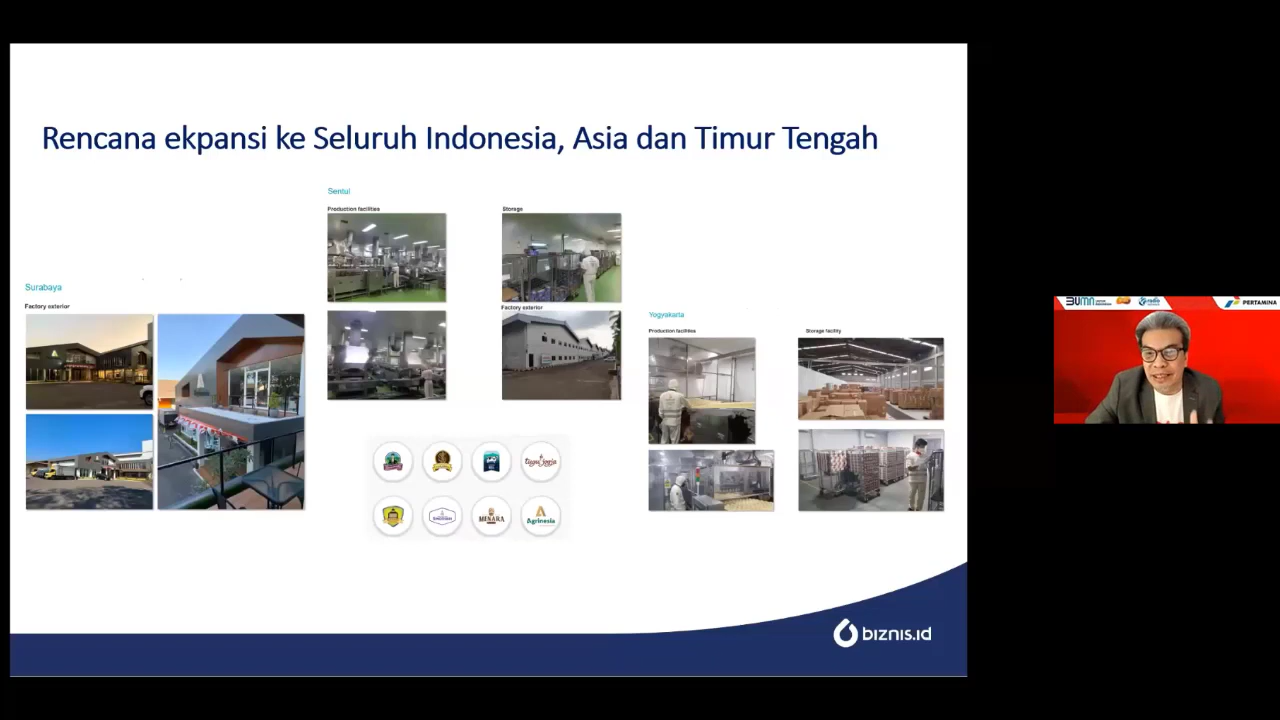 Rencana ekpansi ke Seluruh Indonesia, Asia dan Timur Tengah
Sentul
Production facilities
Storage
Factory exterior
Surabaya
Factory exterior
Yogyakarta
Production facilities
Storage facility
MENARA
Agrinesia
biznis.id
BUMN
PERTAMINA